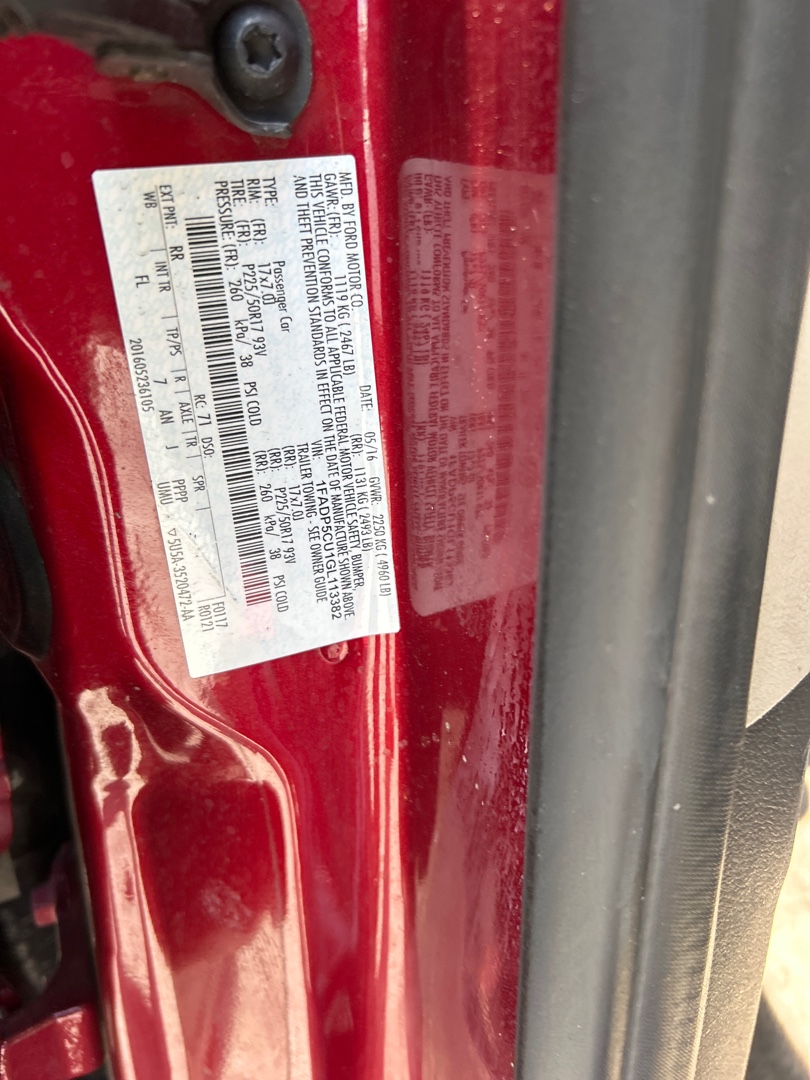 MFD. BY FORD MOTOR CO.
DATE: 05/16 GVWR: 2250 KG ( 4960 LB)
GAWR: (FR): 1119 KG ( 2467 LB) (RR): 1131 KG ( 2493 LB)
THIS VEHICLE CONFORMS TO ALL APPLICABLE FEDERAL MOTOR VEHICLE SAFETY, BUMPER,
AND THEFT PREVENTION STANDARDS IN EFFECT ON THE DATE OF MANUFACTURE SHOWN ABOVE.
VIN: 1FADP5CU1GL113382
TYPE: Passenger Car TRAILER TOWING - SEE OWNER GUIDE
RIM: (FR): 17x7.0J (RR): 17x7.0J
TIRE: (FR): P225/50R17 93V (RR): P225/50R17 93V
PRESSURE: (FR): 260 kPa/ 38 PSI COLD (RR): 260 kPa/ 38 PSI COLD
F0117
EXT PNT: RR RC: 71 DSO: R0121
WB INT TR TP/PS R AXLE TR SPR
FL 7 AN J PPPP UMU
201605236105 ▽5U5A-3520472-AA